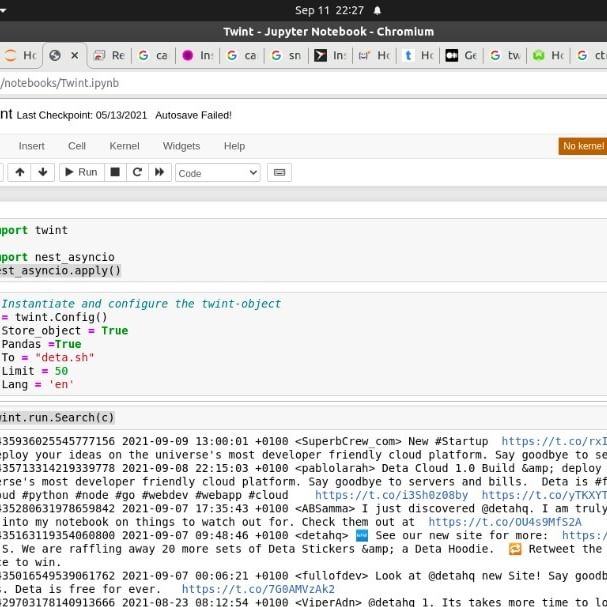 Sep 11 22:27
Twint - Jupyter Notebook - Chromium
Hc Re ca In: ca sn In: Hc Hc Ge tw Hc ct
/notebooks/Twint.ipynb
nt Last Checkpoint: 05/13/2021 Autosave Failed!
Insert Cell Kernel Widgets Help No kernel
Run Code
port twint
port nest_asyncio
est_asyncio.apply()
Instantiate and configure the twint-object
= twint.Config()
Store_object = True
Pandas =True
To = "deta.sh"
Limit = 50
Lang = 'en'
wint.run.Search(c)
435936025545777156 2021-09-09 13:00:01 +0100 <SuperbCrew_com> New #Startup https://t.co/rxI
eploy your ideas on the universe's most developer friendly cloud platform. Say goodbye to se
435713314219339778 2021-09-08 22:15:03 +0100 <pablolarah> Deta Cloud 1.0 Build &amp; deploy
erse's most developer friendly cloud platform. Say goodbye to servers and bills. Deta is #f
oud #python #node #go #webdev #webapp #cloud https://t.co/i3Sh0z08by https://t.co/yTKXYT
435280631978659842 2021-09-07 17:35:43 +0100 <ABSamma> I just discovered @detahq. I am truly
into my notebook on things to watch out for. Check them out at https://t.co/OU4s9MfS2A
435163119354060800 2021-09-07 09:48:46 +0100 <detahq> 🆕 See our new site for more: https:/
S. We are raffling away 20 more sets of Deta Stickers &amp; a Deta Hoodie. 🔁 Retweet the
te to win.
435016549539061762 2021-09-07 00:06:21 +0100 <fullofdev> Look at @detahq new Site! Say goodb
s. Deta is free for ever. https://t.co/7G0AMVzAk2
429703178140913666 2021-08-23 08:12:54 +0100 <ViperAdn> @detahq 1. Its takes more time to lo